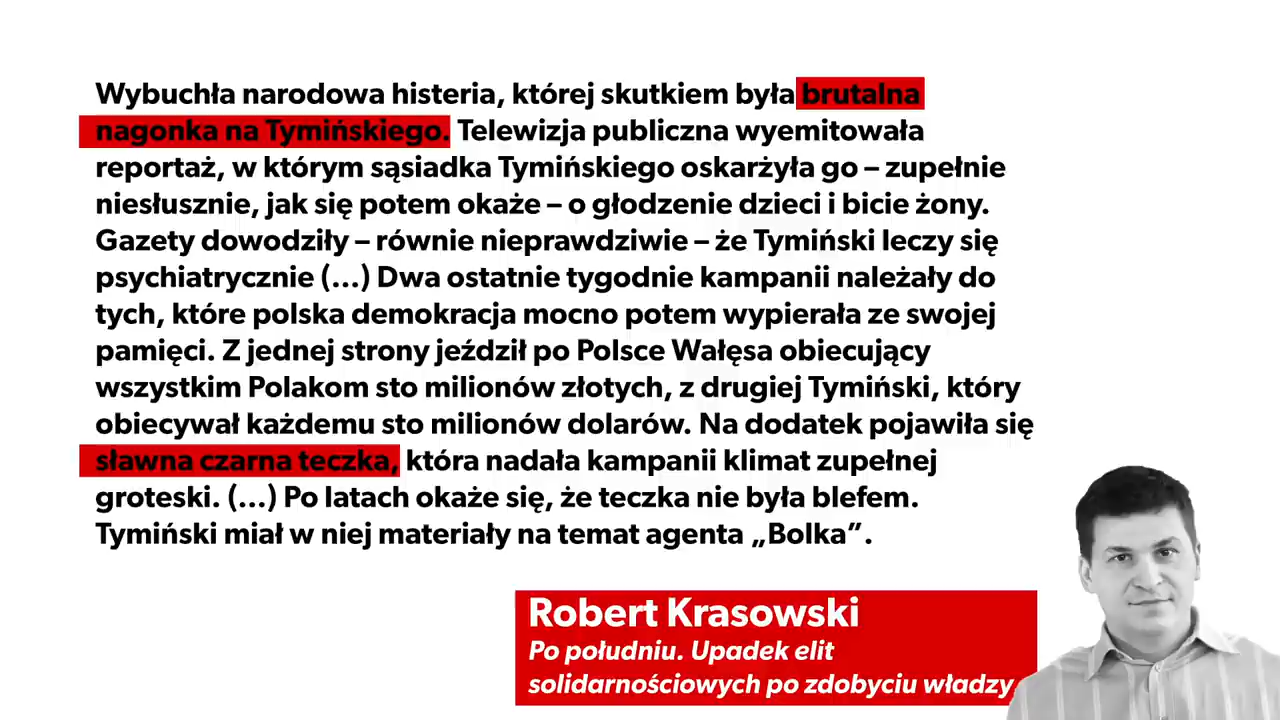 Wybuchła narodowa histeria, której skutkiem była brutalna
nagonka na Tymińskiego. Telewizja publiczna wyemitowała
reportaż, w którym sąsiadka Tymińskiego oskarżyła go – zupełnie
niesłusznie, jak się potem okaże – o głodzenie dzieci i bicie żony.
Gazety dowodziły – równie nieprawdziwie – że Tymiński leczy się
psychiatrycznie (...) Dwa ostatnie tygodnie kampanii należały do
tych, które polska demokracja mocno potem wypierała ze swojej
pamięci. Z jednej strony jeździł po Polsce Wałęsa obiecujący
wszystkim Polakom sto milionów złotych, z drugiej Tymiński, który
obiecywał każdemu sto milionów dolarów. Na dodatek pojawiła się
sławna czarna teczka, która nadała kampanii klimat zupełnej
groteski. (...) Po latach okaże się, że teczka nie była blefem.
Tymiński miał w niej materiały na temat agenta „Bolka”.
Robert Krasowski
Po południu. Upadek elit
solidarnościowych po zdobyciu władzy